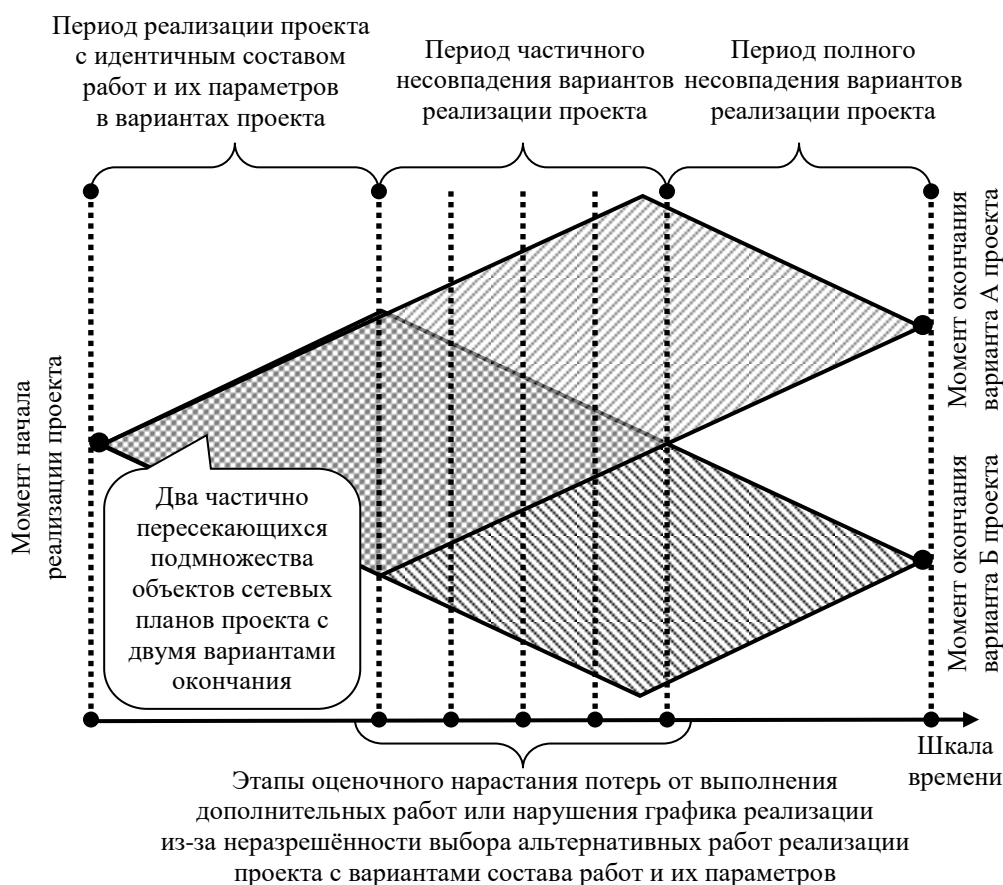 Период реализации проекта
с идентичным составом
работ и их параметров
в вариантах проекта
Период частичного
несовпадения вариантов
реализации проекта
Период полного
несовпадения вариантов
реализации проекта
Момент начала
реализации проекта
Два частично
пересекающихся
подмножества
объектов сетевых
планов проекта с
двумя вариантами
окончания
Момент окончания
варианта А проекта
Момент окончания
варианта Б проекта
Шкала
времени
Этапы оценочного нарастания потерь от выполнения
дополнительных работ или нарушения графика реализации
из-за неразрешённости выбора альтернативных работ реализации
проекта с вариантами состава работ и их параметров